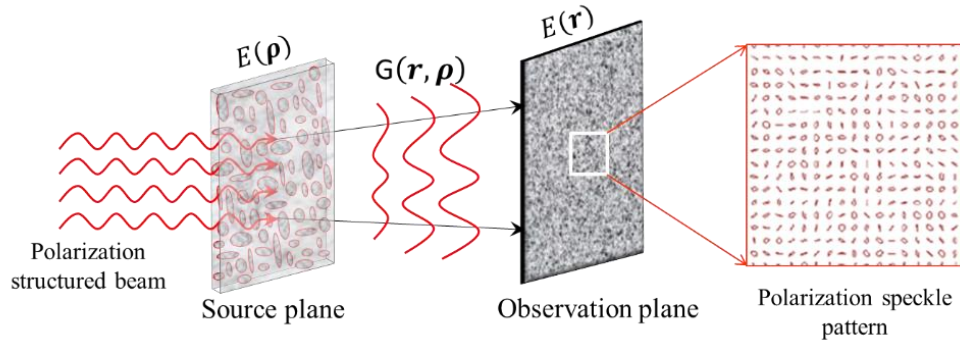 E(𝝆)
G(𝒓, 𝝆)
E(𝐫)
Polarization
structured beam
Source plane
Observation plane
Polarization speckle
pattern